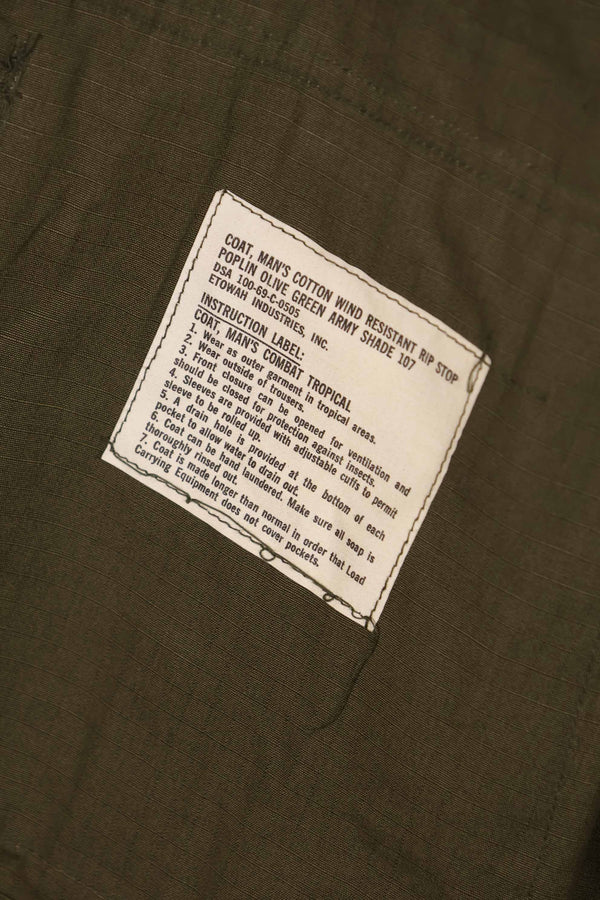 COAT, MAN'S COTTON WIND RESISTANT RIP STOP
POPLIN OLIVE GREEN ARMY SHADE 107
DSA 100-69-C-0505
ETOWAH INDUSTRIES, INC.
INSTRUCTION LABEL:
COAT, MAN'S COMBAT TROPICAL
1. Wear as outer garment in tropical areas.
2. Wear outside of trousers.
3. Front closure can be opened for ventilation and
should be closed for protection against insects.
4. Sleeves are provided with adjustable cuffs to permit
sleeve to be rolled up.
5. A drain hole is provided at the bottom of each
pocket to allow water to drain out.
6. Coat can be hand laundered. Make sure all soap is
thoroughly rinsed out.
7. Coat is made longer than normal in order that Load
Carrying Equipment does not cover pockets.